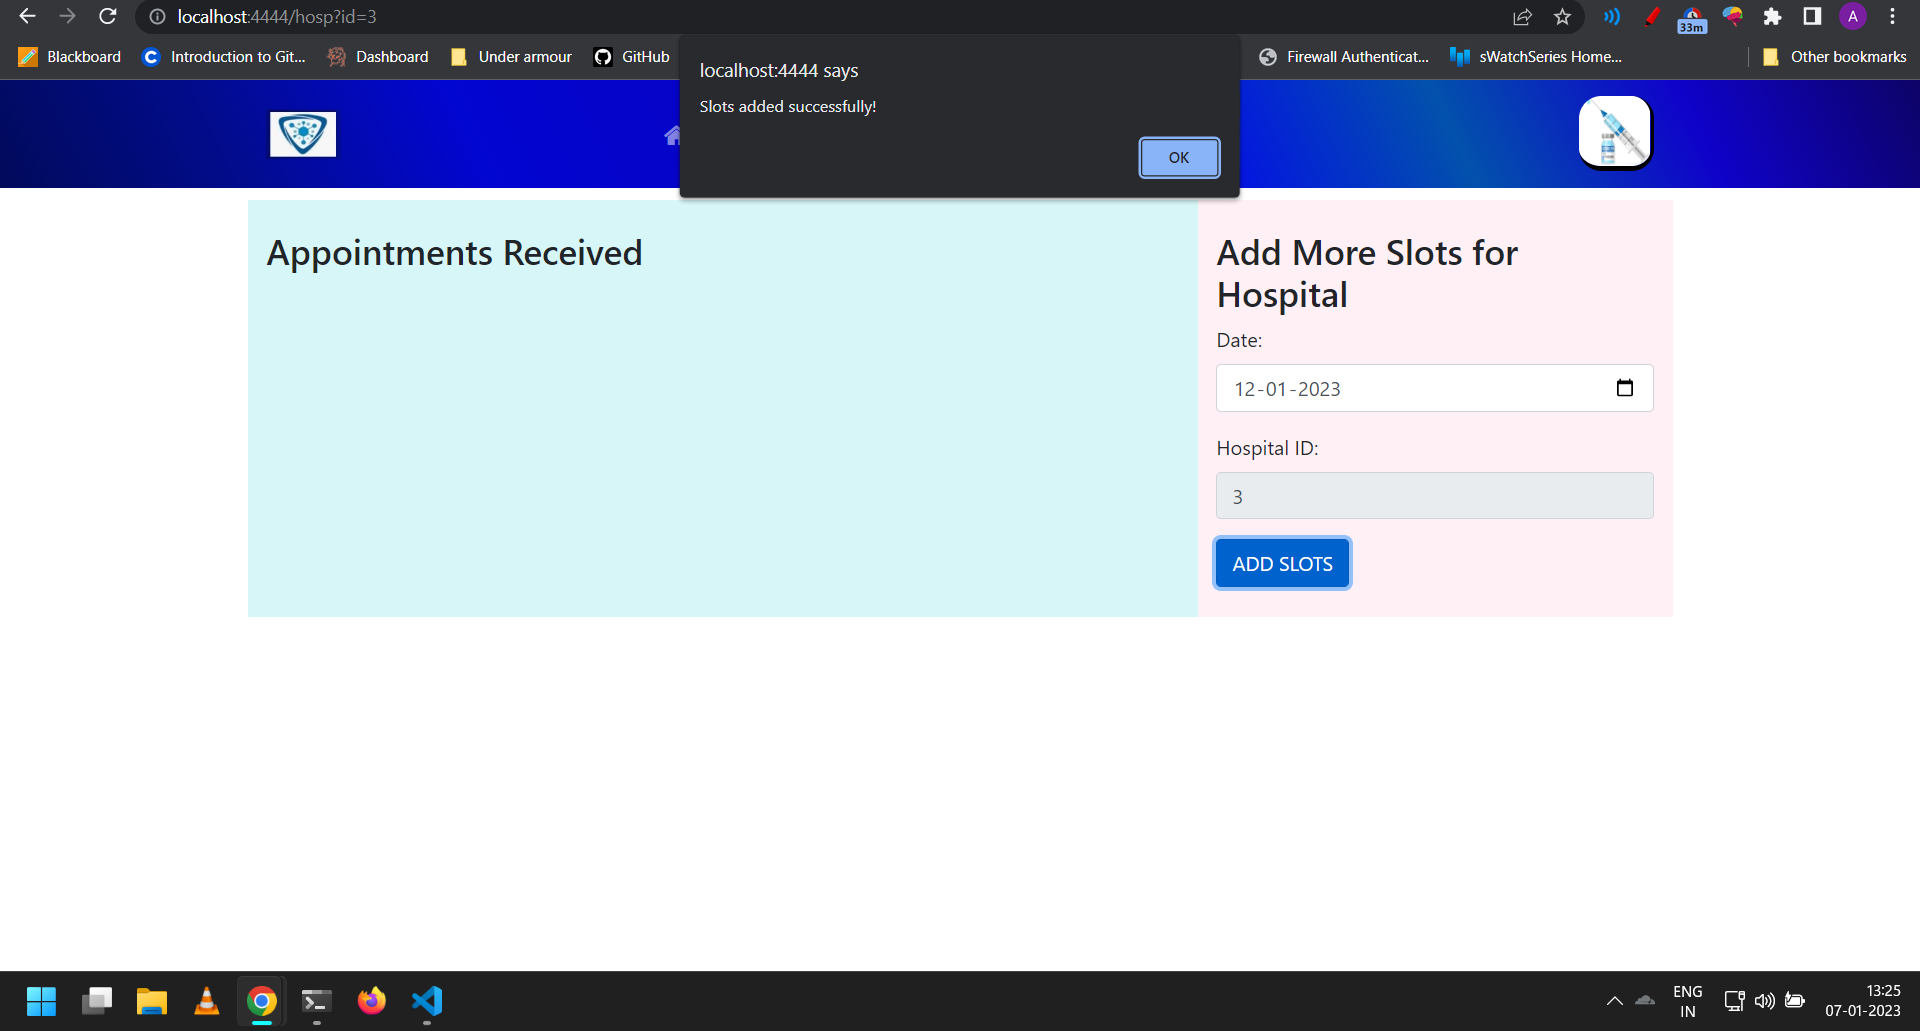 localhost:4444/hosp?id=3
33m
A
Blackboard
Introduction to Git...
Dashboard
Under armour
GitHub
Firewall Authenticat...
sWatchSeries Home...
Other bookmarks
localhost:4444 says
Slots added successfully!
OK
Appointments Received
Add More Slots for
Hospital
Date:
12-01-2023
Hospital ID:
3
ADD SLOTS
ENG
IN
13:25
07-01-2023